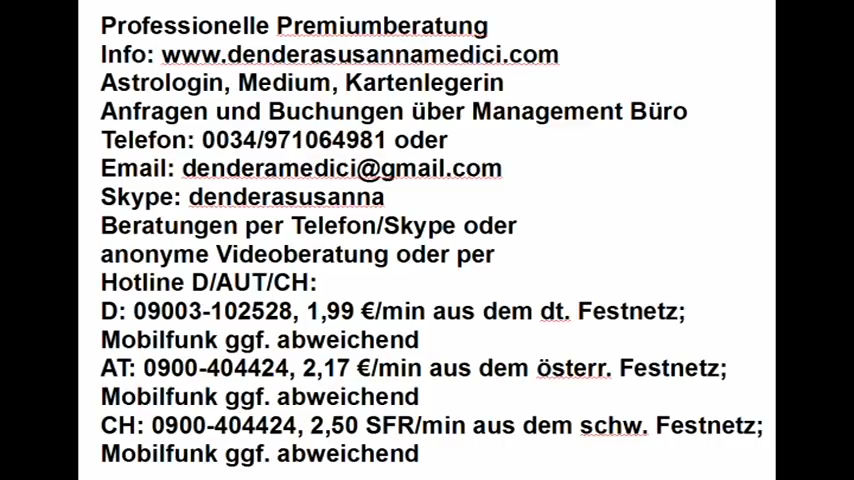 Professionelle Premiumberatung
Info: www.denderasusannamedici.com
Astrologin, Medium, Kartenlegerin
Anfragen und Buchungen über Management Büro
Telefon: 0034/971064981 oder
Email: denderamedici@gmail.com
Skype: denderasusanna
Beratungen per Telefon/Skype oder
anonyme Videoberatung oder per
Hotline D/AUT/CH:
D: 09003-102528, 1,99 €/min aus dem dt. Festnetz;
Mobilfunk ggf. abweichend
AT: 0900-404424, 2,17 €/min aus dem österr. Festnetz;
Mobilfunk ggf. abweichend
CH: 0900-404424, 2,50 SFR/min aus dem schw. Festnetz;
Mobilfunk ggf. abweichend